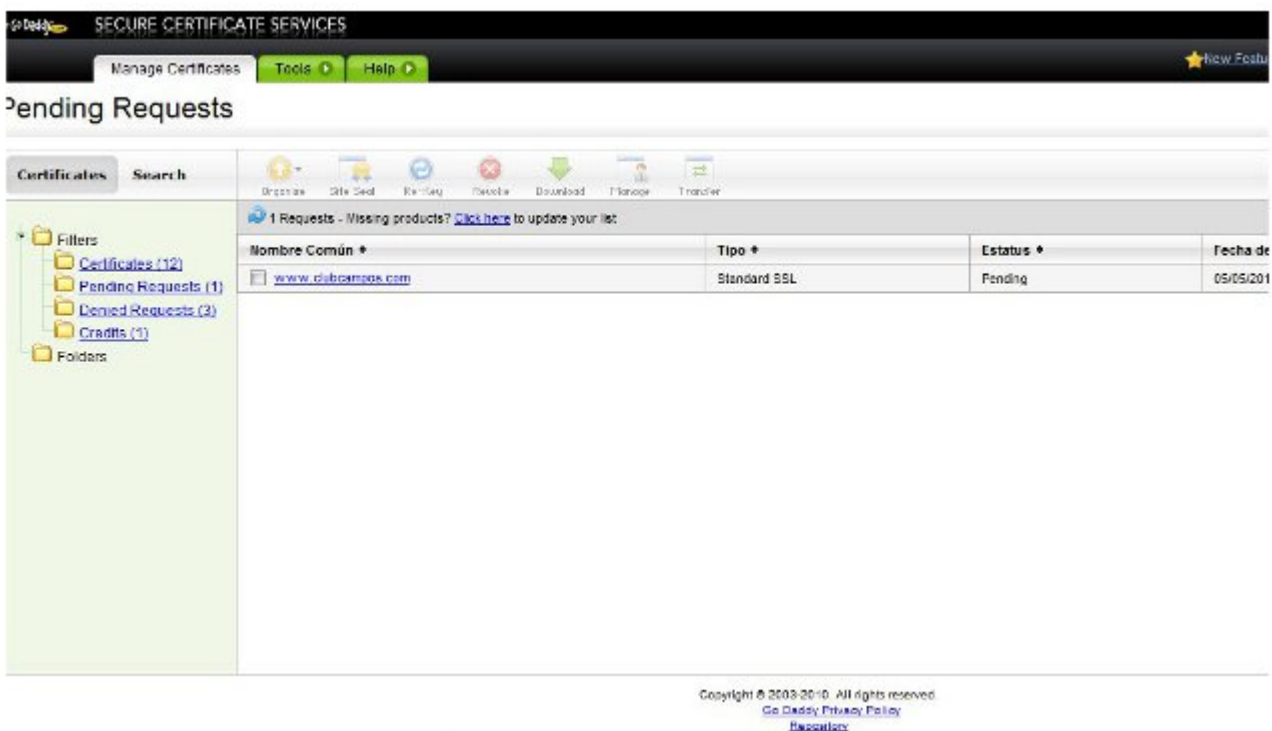 Go Daddy SECURE CERTIFICATE SERVICES
Manage Certificates Tools Help New Featu
Pending Requests
Certificates Search
Organize Site Seal Re-Key Revoke Download Manage Transfer
1 Requests - Missing products? Click here to update your list
Filters
Certificates (12)
Pending Requests (1)
Denied Requests (3)
Credits (1)
Folders
Nombre Común Tipo Estatus Fecha de
www.clubcampos.com Standard SSL Pending 05/05/201
Copyright © 2003-2010. All rights reserved.
Go Daddy Privacy Policy
Repository